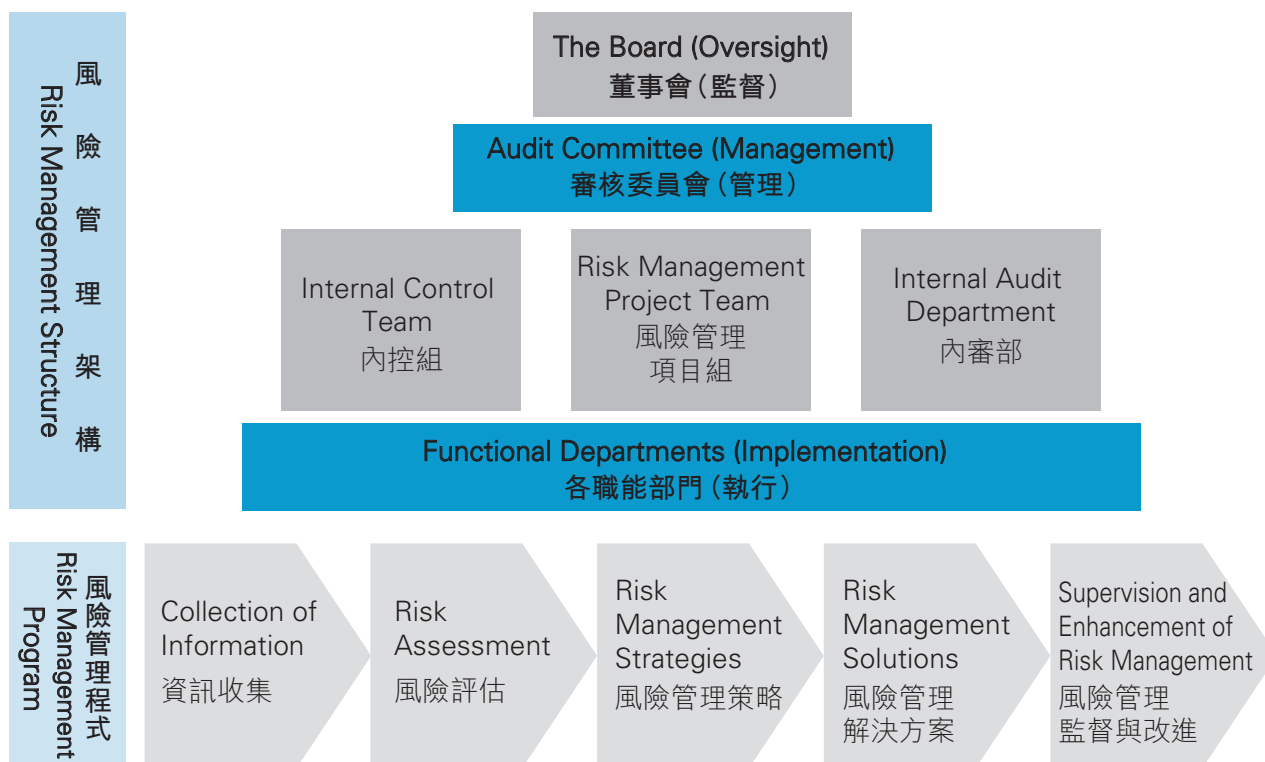 風險管理架構
Risk Management Structure
The Board (Oversight)
董事會（監督）
Audit Committee (Management)
審核委員會（管理）
Internal Control
Team
內控組
Risk Management
Project Team
風險管理
項目組
Internal Audit
Department
內審部
Functional Departments (Implementation)
各職能部門（執行）
風險管理程式
Risk Management
Program
Collection of
Information
資訊收集
Risk
Assessment
風險評估
Risk
Management
Strategies
風險管理策略
Risk
Management
Solutions
風險管理
解決方案
Supervision and
Enhancement of
Risk Management
風險管理
監督與改進